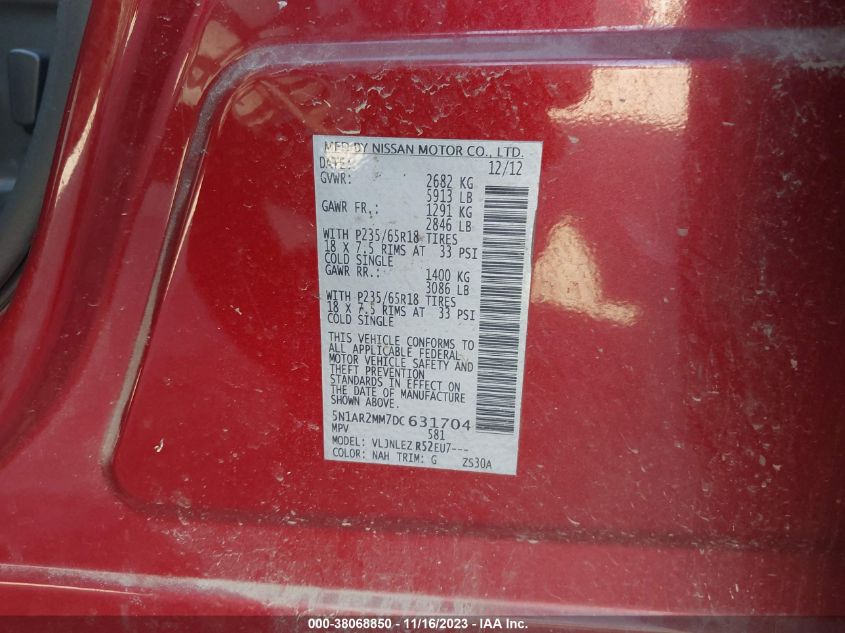 MFD BY NISSAN MOTOR CO., LTD.
DATE: 12/12
GVWR: 2682 KG
5913 LB
GAWR FR.: 1291 KG
2846 LB
WITH P235/65R18 TIRES
18 X 7.5 RIMS AT 33 PSI
COLD SINGLE
GAWR RR.: 1400 KG
3086 LB
WITH P235/65R18 TIRES
18 X 7.5 RIMS AT 33 PSI
COLD SINGLE
THIS VEHICLE CONFORMS TO
ALL APPLICABLE FEDERAL
MOTOR VEHICLE SAFETY AND
THEFT PREVENTION
STANDARDS IN EFFECT ON
THE DATE OF MANUFACTURE
SHOWN ABOVE.
5N1AR2MM7DC631704
MPV 581
MODEL: VLJNLEZ R52EU7---
COLOR: NAH TRIM: G ZS30A
000-38068850 - 11/16/2023 - IAA Inc.